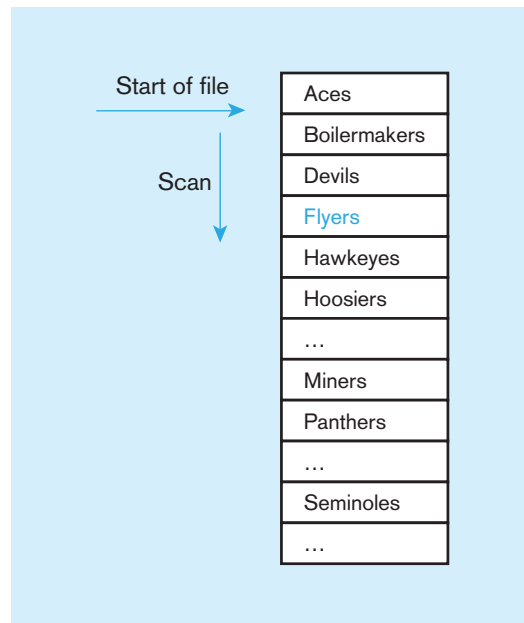 Start of file
Scan
Aces
Boilermakers
Devils
Flyers
Hawkeyes
Hoosiers
…
Miners
Panthers
…
Seminoles
…